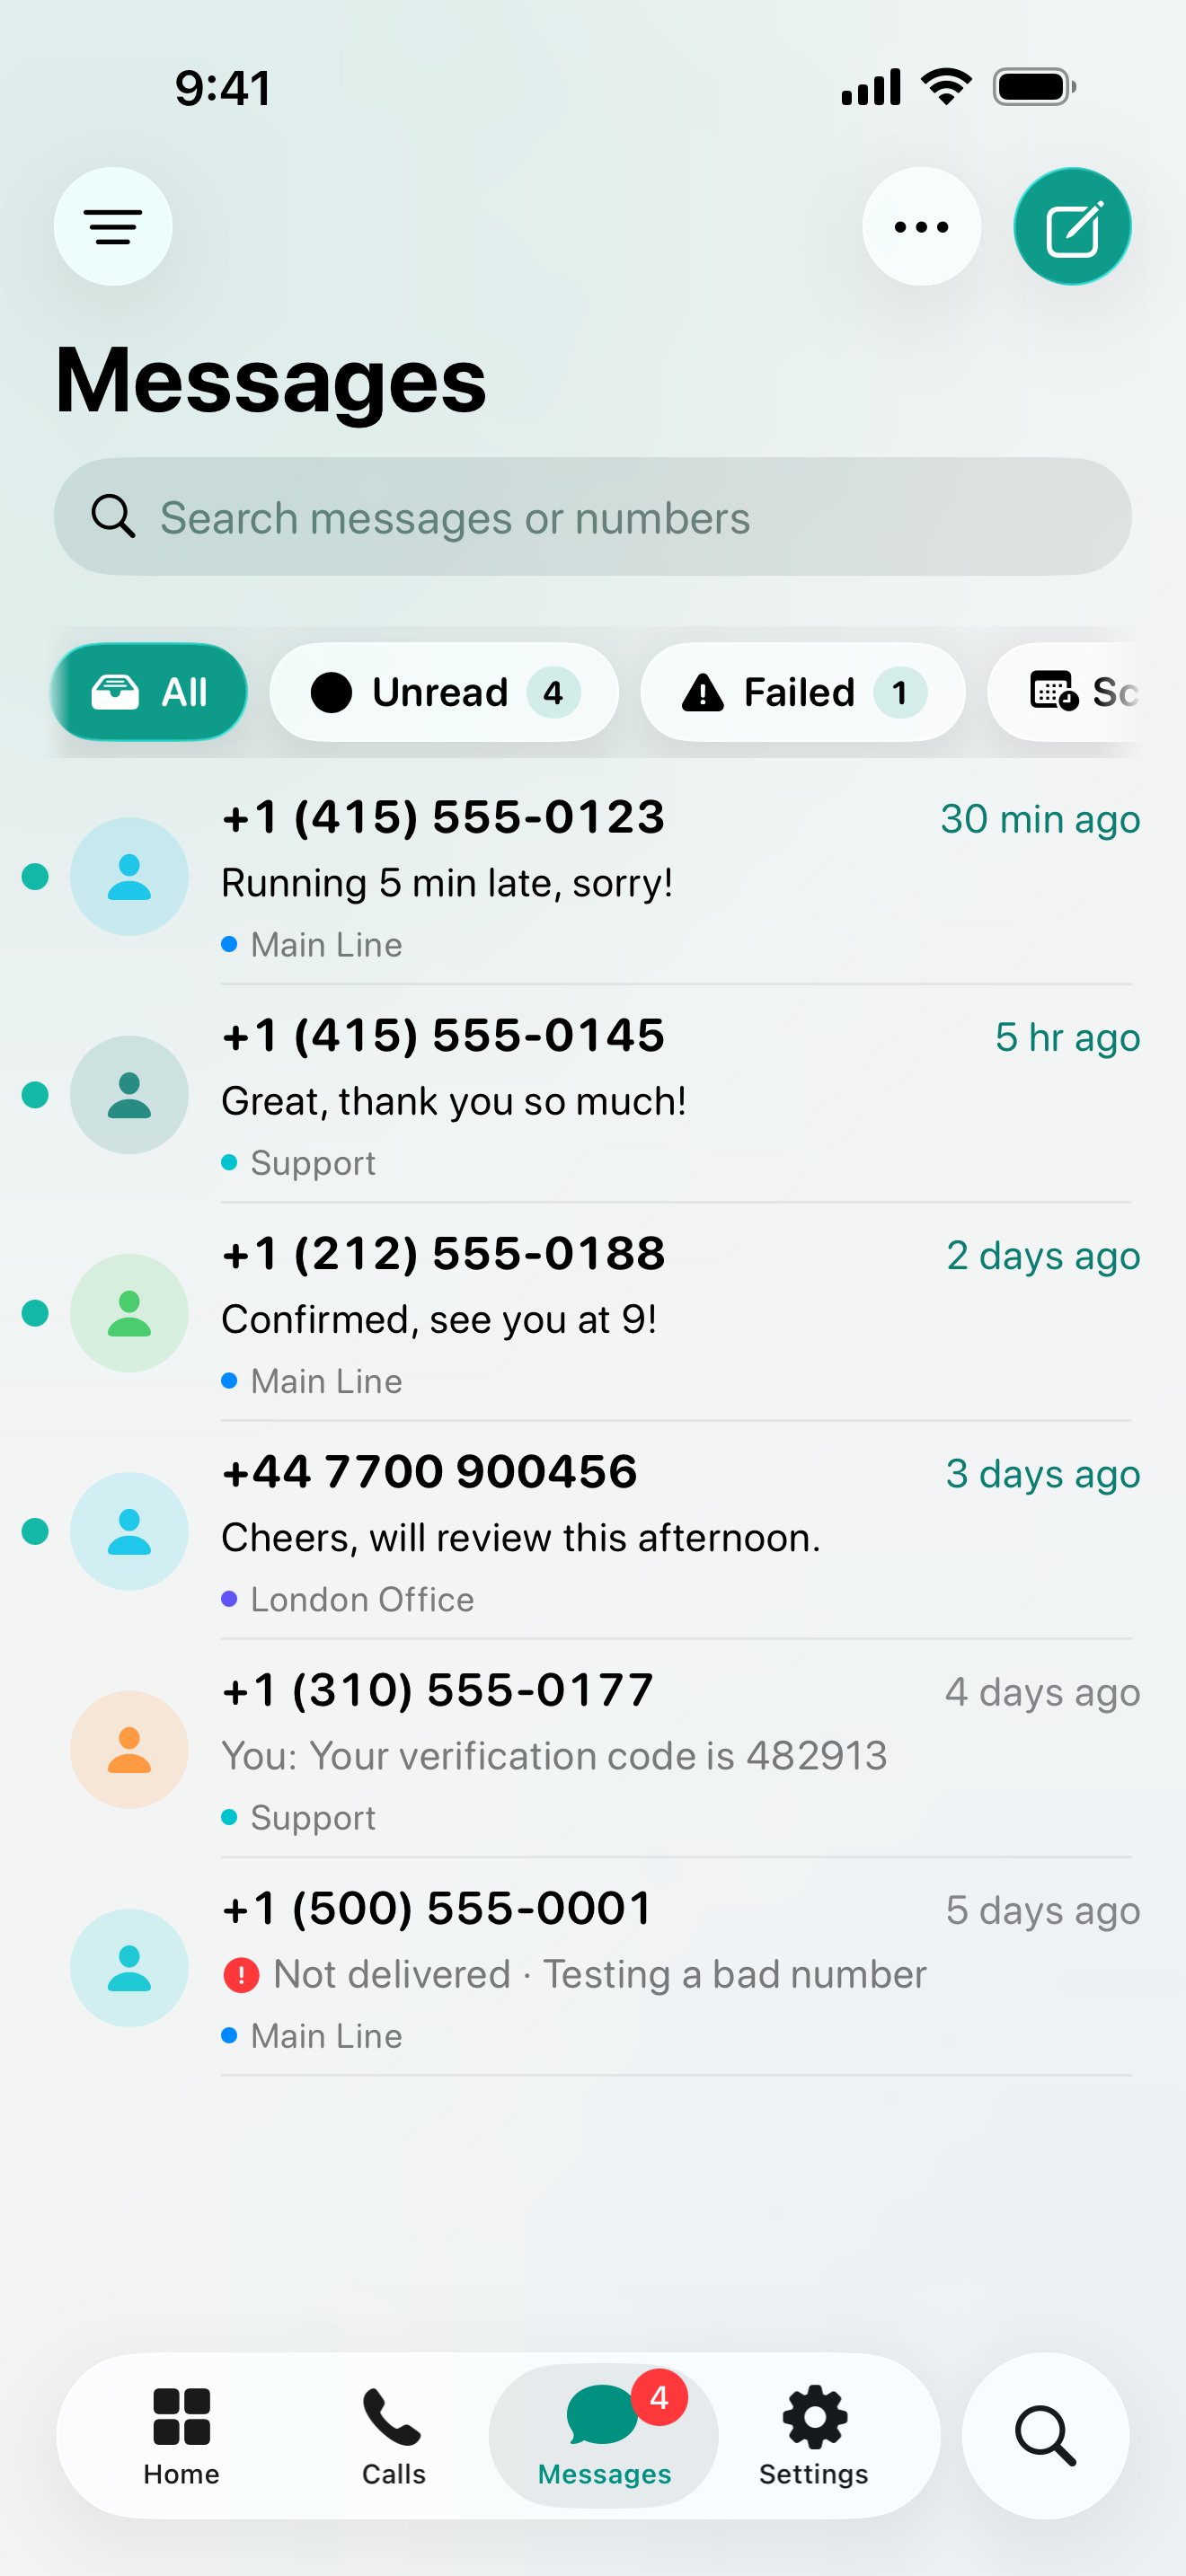 9:41
Messages
Search messages or numbers
All
Unread 4
Failed 1
Sc
+1 (415) 555-0123 30 min ago
Running 5 min late, sorry!
Main Line
+1 (415) 555-0145 5 hr ago
Great, thank you so much!
Support
+1 (212) 555-0188 2 days ago
Confirmed, see you at 9!
Main Line
+44 7700 900456 3 days ago
Cheers, will review this afternoon.
London Office
+1 (310) 555-0177 4 days ago
You: Your verification code is 482913
Support
+1 (500) 555-0001 5 days ago
Not delivered · Testing a bad number
Main Line
4
Home Calls Messages Settings